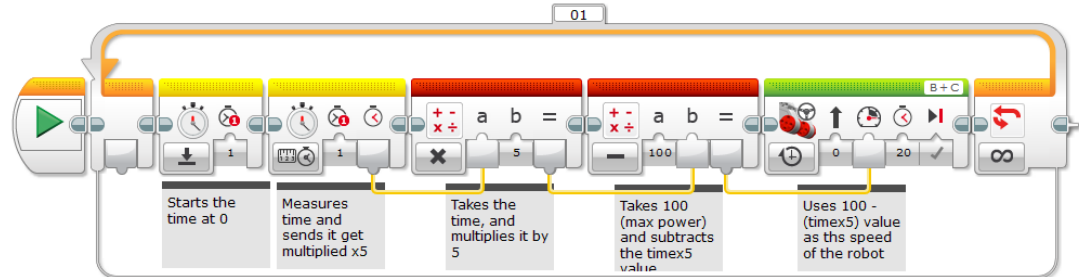 01
B+C
a b =
a b =
1
1
5
100
0
20
Starts the
time at 0
Measures
time and
sends it get
multiplied x5
Takes the
time, and
multiplies it by
5
Takes 100
(max power)
and subtracts
the timex5
value
Uses 100 -
(timex5) value
as ths speed
of the robot